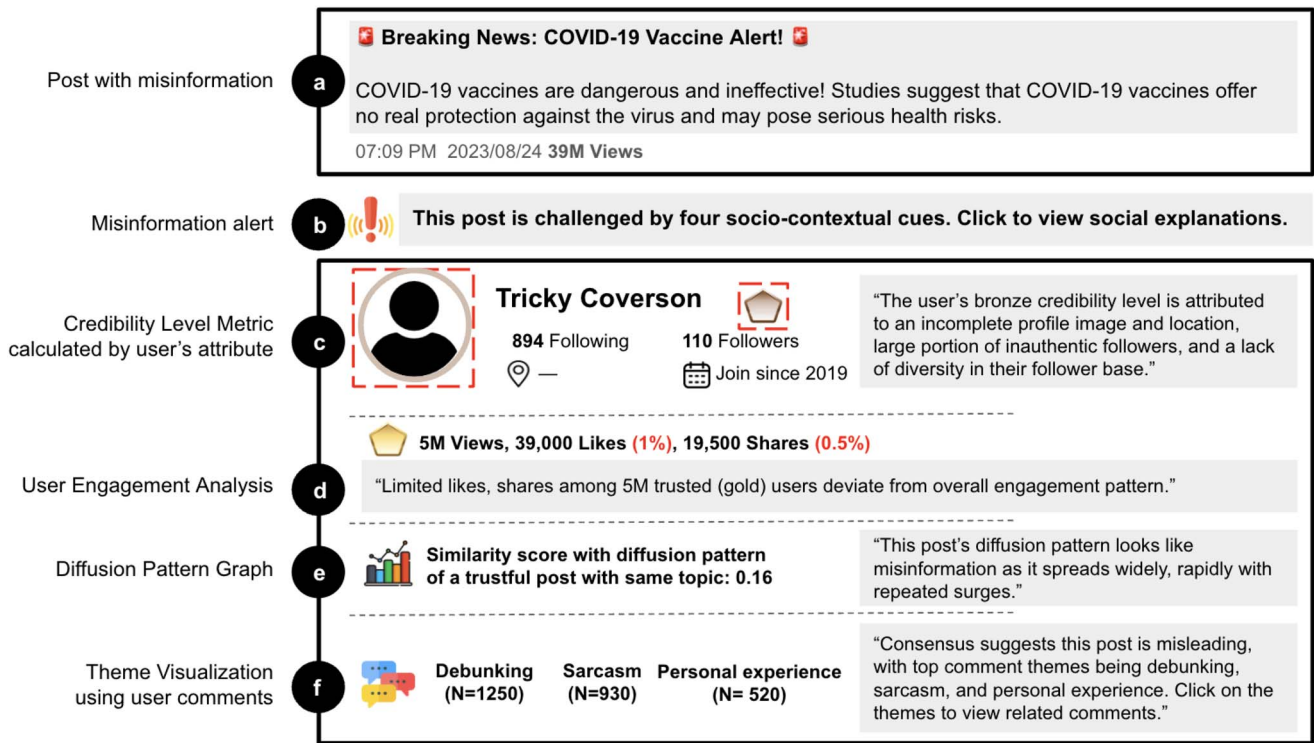 Post with misinformation
a
🚨 Breaking News: COVID-19 Vaccine Alert! 🚨
COVID-19 vaccines are dangerous and ineffective! Studies suggest that COVID-19 vaccines offer
no real protection against the virus and may pose serious health risks.
07:09 PM 2023/08/24 39M Views
Misinformation alert
b
This post is challenged by four socio-contextual cues. Click to view social explanations.
Credibility Level Metric
calculated by user's attribute
c
Tricky Coverson
894 Following
110 Followers
—
Join since 2019
“The user’s bronze credibility level is attributed
to an incomplete profile image and location,
large portion of inauthentic followers, and a lack
of diversity in their follower base.”
User Engagement Analysis
d
5M Views, 39,000 Likes (1%), 19,500 Shares (0.5%)
“Limited likes, shares among 5M trusted (gold) users deviate from overall engagement pattern.”
Diffusion Pattern Graph
e
Similarity score with diffusion pattern
of a trustful post with same topic: 0.16
“This post’s diffusion pattern looks like
misinformation as it spreads widely, rapidly with
repeated surges.”
Theme Visualization
using user comments
f
Debunking
(N=1250)
Sarcasm
(N=930)
Personal experience
(N= 520)
“Consensus suggests this post is misleading,
with top comment themes being debunking,
sarcasm, and personal experience. Click on the
themes to view related comments.”